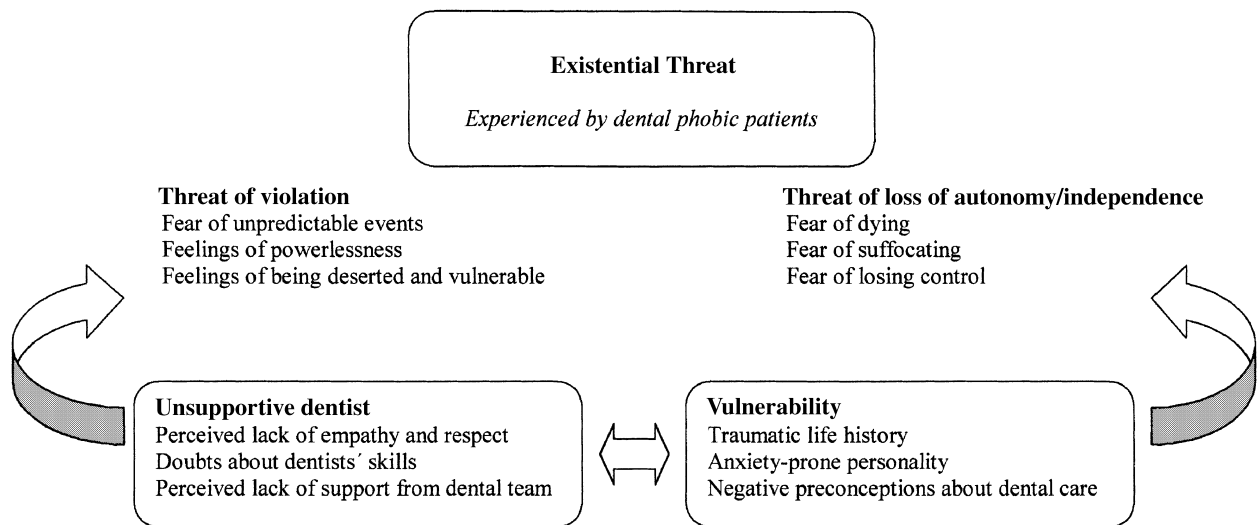 Existential Threat
Experienced by dental phobic patients
Threat of violation
Fear of unpredictable events
Feelings of powerlessness
Feelings of being deserted and vulnerable
Threat of loss of autonomy/independence
Fear of dying
Fear of suffocating
Fear of losing control
Unsupportive dentist
Perceived lack of empathy and respect
Doubts about dentists´ skills
Perceived lack of support from dental team
Vulnerability
Traumatic life history
Anxiety-prone personality
Negative preconceptions about dental care